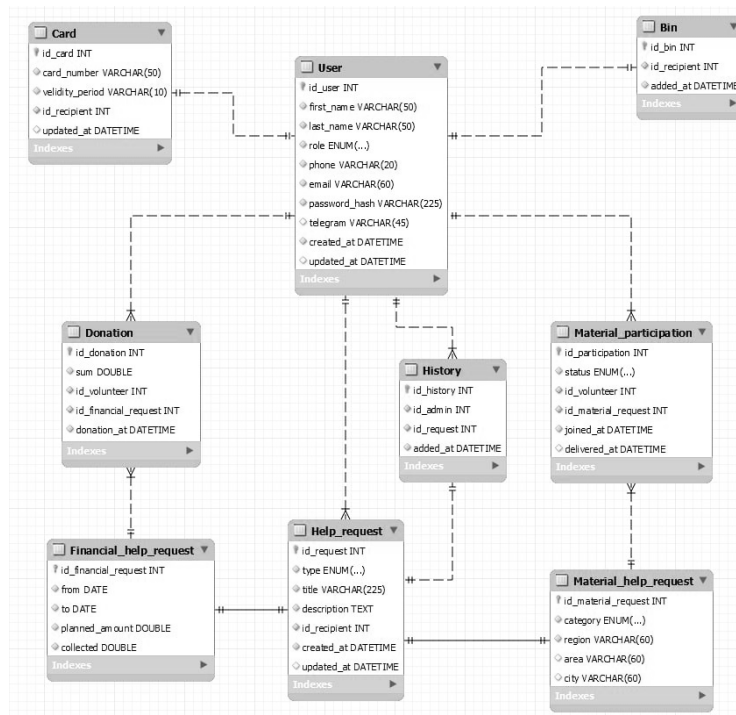 Card
id_card INT
card_number VARCHAR(50)
velidity_period VARCHAR(10)
id_recipient INT
updated_at DATETIME
Indexes
User
id_user INT
first_name VARCHAR(50)
last_name VARCHAR(50)
role ENUM(...)
phone VARCHAR(20)
email VARCHAR(60)
password_hash VARCHAR(225)
telegram VARCHAR(45)
created_at DATETIME
updated_at DATETIME
Indexes
Bin
id_bin INT
id_recipient INT
added_at DATETIME
Indexes
Donation
id_donation INT
sum DOUBLE
id_volunteer INT
id_financial_request INT
donation_at DATETIME
Indexes
History
id_history INT
id_admin INT
id_request INT
added_at DATETIME
Indexes
Material_participation
id_participation INT
status ENUM(...)
id_volunteer INT
id_material_request INT
joined_at DATETIME
delivered_at DATETIME
Indexes
Financial_help_request
id_financial_request INT
from DATE
to DATE
planned_amount DOUBLE
collected DOUBLE
Indexes
Help_request
id_request INT
type ENUM(...)
title VARCHAR(225)
description TEXT
id_recipient INT
created_at DATETIME
updated_at DATETIME
Indexes
Material_help_request
id_material_request INT
category ENUM(...)
region VARCHAR(60)
area VARCHAR(60)
city VARCHAR(60)
Indexes